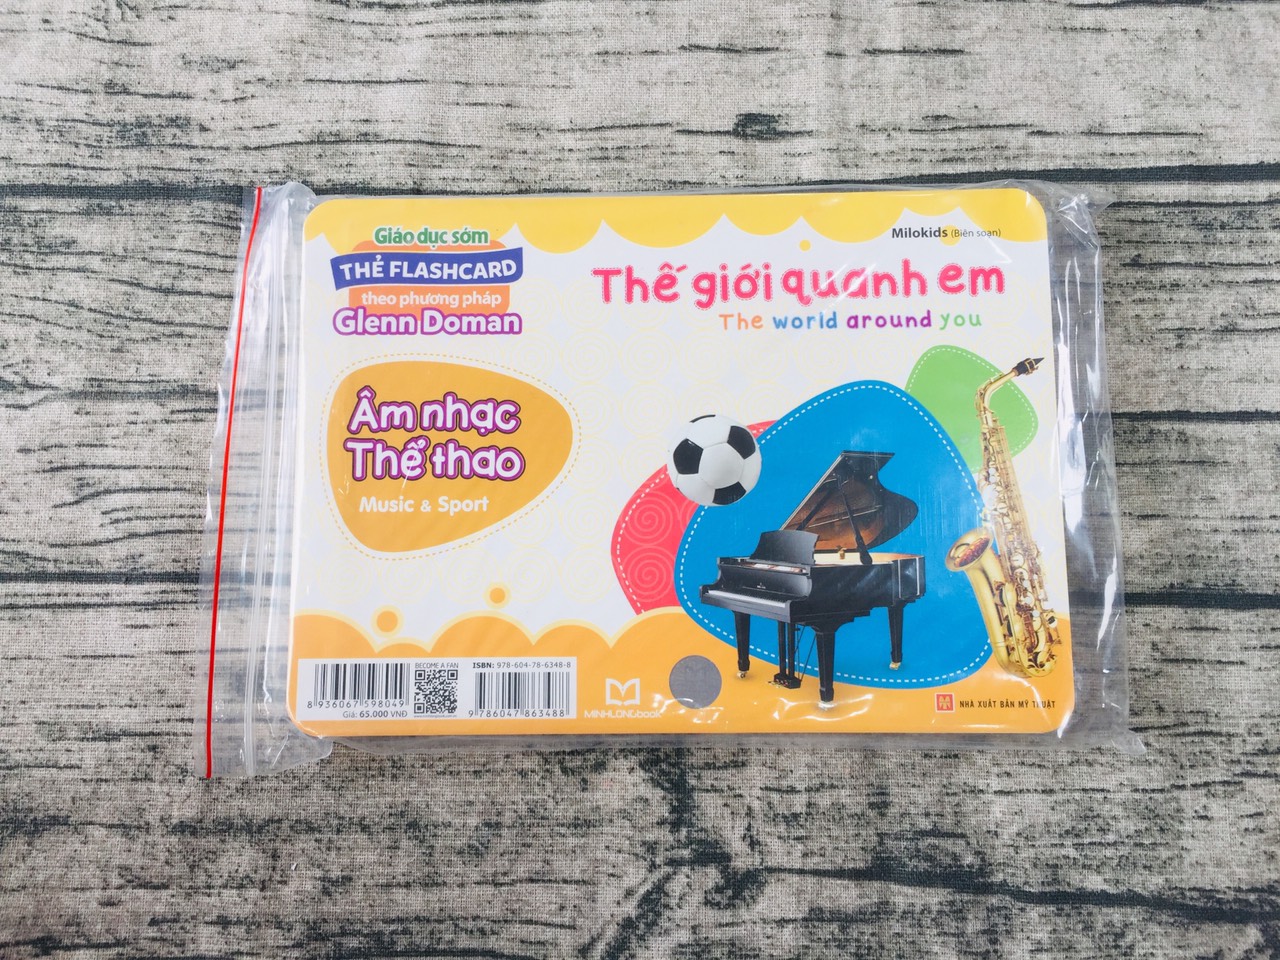 Giáo dục sớm
THẺ FLASHCARD
theo phương pháp
Glenn Doman
Milokids (Biên soạn)
Thế giới quanh em
The world around you
Âm nhạc
Thể thao
Music & Sport
BECOME A FAN
ISBN: 978-604-78-6348-8
8 936067 598049
Giá: 65.000 VNĐ
9 786047 863488
MINHLONGbook
NHÀ XUẤT BẢN MỸ THUẬT